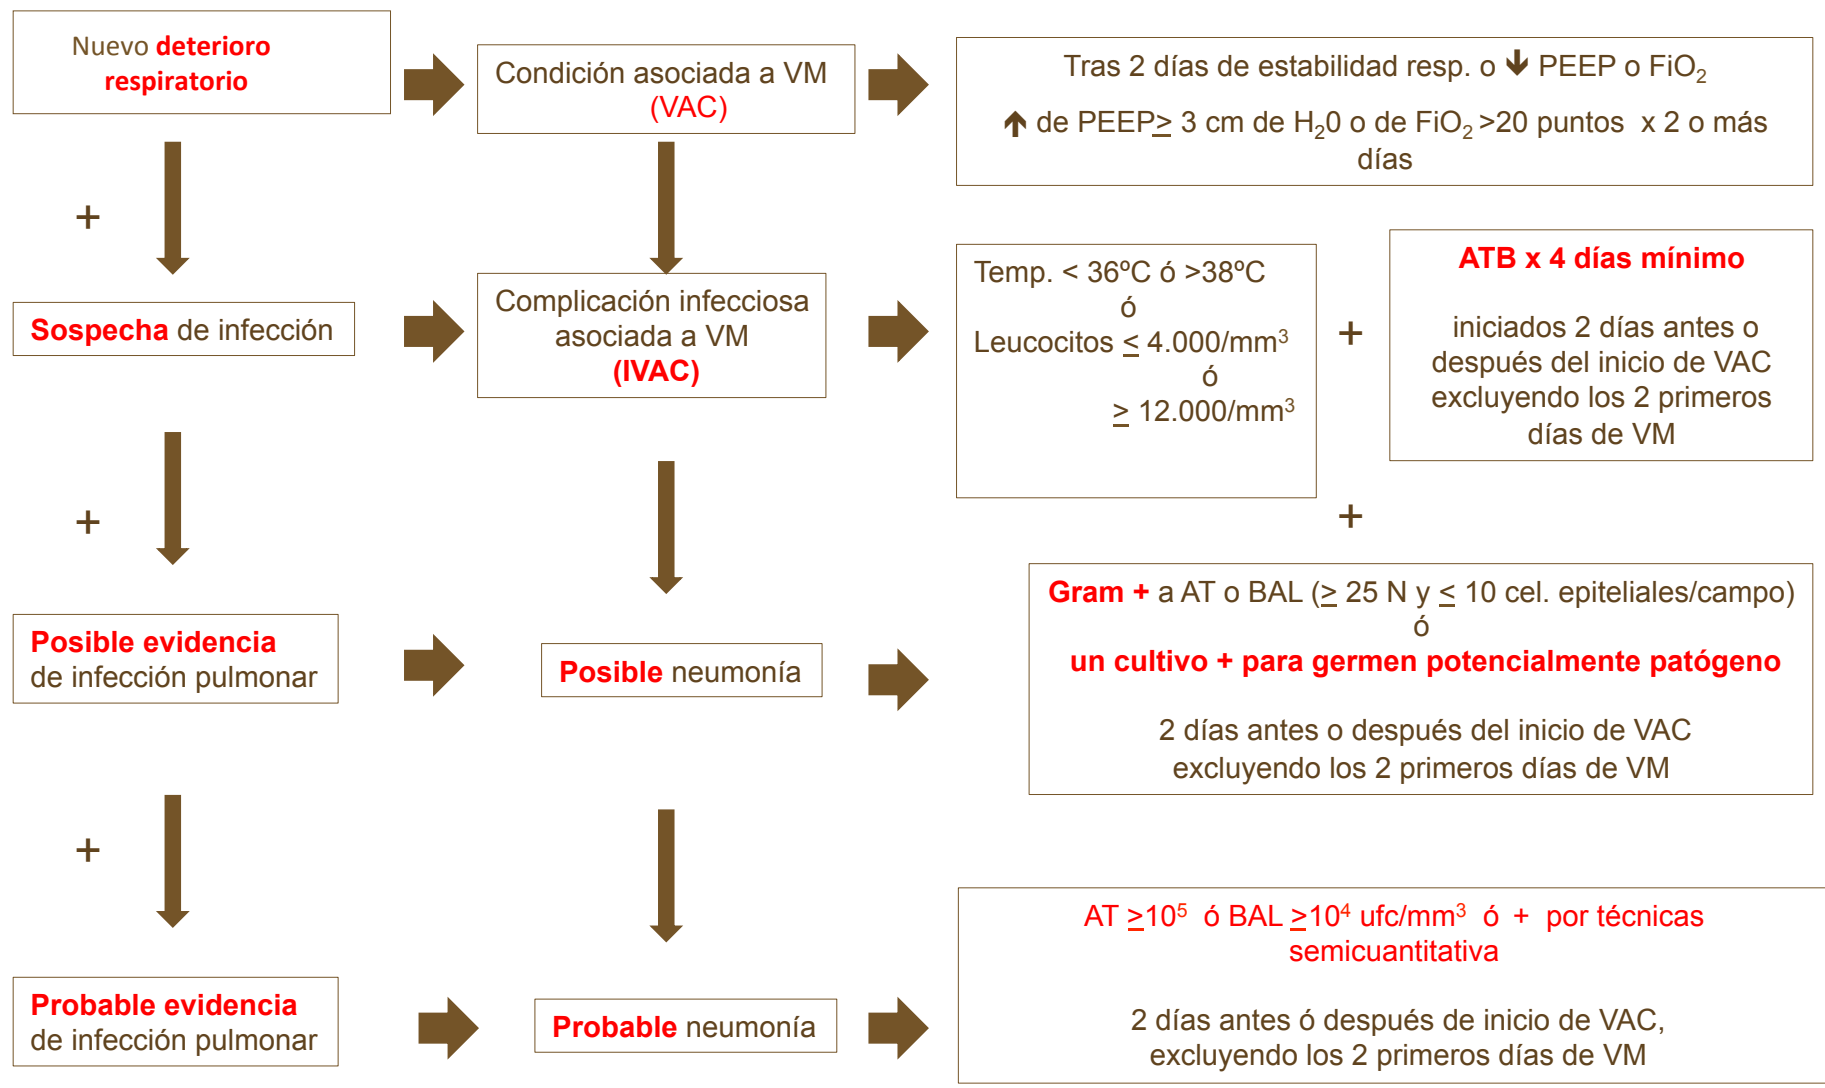 Nuevo deterioro
respiratorio
Condición asociada a VM
(VAC)
Tras 2 días de estabilidad resp. o ↓ PEEP o FiO₂
↑ de PEEP≥ 3 cm de H₂0 o de FiO₂ >20 puntos x 2 o más
días
+
Sospecha de infección
Complicación infecciosa
asociada a VM
(IVAC)
Temp. < 36ºC ó >38ºC
ó
Leucocitos ≤ 4.000/mm³
ó
≥ 12.000/mm³
+
ATB x 4 días mínimo
iniciados 2 días antes o
después del inicio de VAC
excluyendo los 2 primeros
días de VM
+
+
Posible evidencia
de infección pulmonar
Posible neumonía
Gram + a AT o BAL (≥ 25 N y ≤ 10 cel. epiteliales/campo)
ó
un cultivo + para germen potencialmente patógeno
2 días antes o después del inicio de VAC
excluyendo los 2 primeros días de VM
+
Probable evidencia
de infección pulmonar
Probable neumonía
AT ≥10⁵ ó BAL ≥10⁴ ufc/mm³ ó + por técnicas
semicuantitativa
2 días antes ó después de inicio de VAC,
excluyendo los 2 primeros días de VM